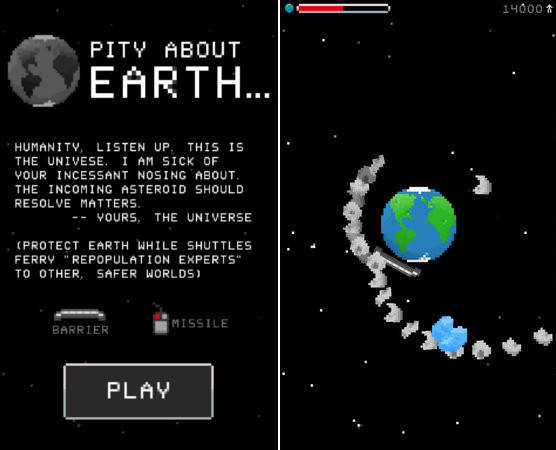 PITY ABOUT
EARTH...
HUMANITY, LISTEN UP. THIS IS
THE UNIVESE. I AM SICK OF
YOUR INCESSANT NOSING ABOUT.
THE INCOMING ASTEROID SHOULD
RESOLVE MATTERS.
-- YOURS, THE UNIVERSE
(PROTECT EARTH WHILE SHUTTLES
FERRY "REPOPULATION EXPERTS"
TO OTHER, SAFER WORLDS)
BARRIER
MISSILE
PLAY
14000